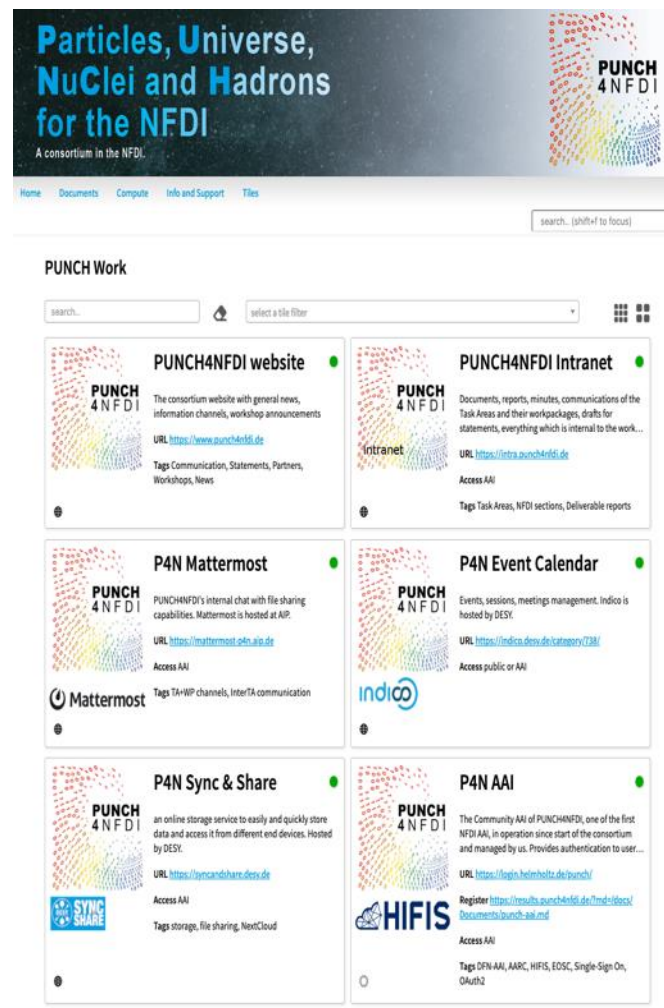 Particles, Universe,
NuClei and Hadrons
for the NFDI
A consortium in the NFDI.
PUNCH
4NFDI
Home Documents Compute Info and Support Tiles
search.. (shift+f to focus)
PUNCH Work
search..
select a tile filter
PUNCH
4NFDI
PUNCH4NFDI website
The consortium website with general news,
information channels, workshop announcements
URL https://www.punch4nfdi.de
Tags Communication, Statements, Partners,
Workshops, News
PUNCH
4NFDI
intranet
PUNCH4NFDI Intranet
Documents, reports, minutes, communications of the
Task Areas and their workpackages, drafts for
statements, everything which is internal to the work...
URL https://intra.punch4nfdi.de
Access AAI
Tags Task Areas, NFDI sections, Deliverable reports
PUNCH
4NFDI
Mattermost
P4N Mattermost
PUNCH4NFDI's internal chat with file sharing
capabilities. Mattermost is hosted at AIP.
URL https://mattermost-p4n.aip.de
Access AAI
Tags TA+WP channels, InterTA communication
PUNCH
4NFDI
indico
P4N Event Calendar
Events, sessions, meetings management. Indico is
hosted by DESY.
URL https://indico.desy.de/category/738/
Access public or AAI
PUNCH
4NFDI
DESY
SYNC
SHARE
P4N Sync & Share
an online storage service to easily and quickly store
data and access it from different end devices. Hosted
by DESY.
URL https://syncandshare.desy.de
Access AAI
Tags storage, file sharing, NextCloud
PUNCH
4NFDI
HIFIS
P4N AAI
The Community AAI of PUNCH4NFDI, one of the first
NFDI AAI, in operation since start of the consortium
and managed by us. Provides authentication to user...
URL https://login.helmholtz.de/punch/
Register https://results.punch4nfdi.de/?md=/docs/
Documents/punch-aai.md
Access AAI
Tags DFN-AAI, AARC, HIFIS, EOSC, Single-Sign On,
OAuth2